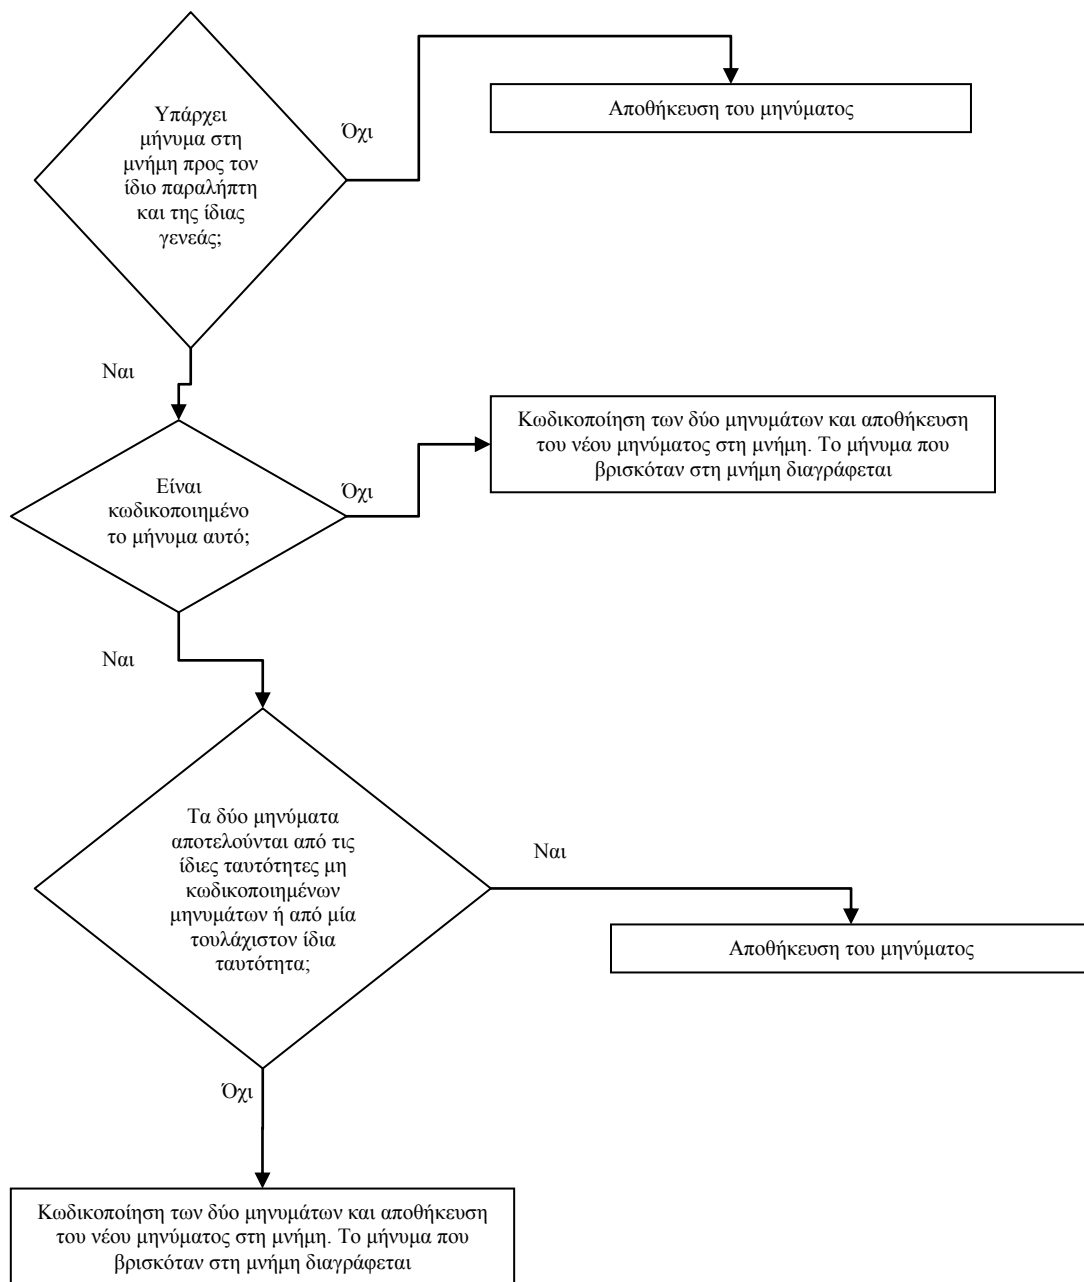 Υπάρχει
μήνυμα στη
μνήμη προς τον
ίδιο παραλήπτη
και της ίδιας
γενεάς;
Όχι
Αποθήκευση του μηνύματος
Ναι
Είναι
κωδικοποιημένο
το μήνυμα αυτό;
Όχι
Κωδικοποίηση των δύο μηνυμάτων και αποθήκευση
του νέου μηνύματος στη μνήμη. Το μήνυμα που
βρισκόταν στη μνήμη διαγράφεται
Ναι
Τα δύο μηνύματα
αποτελούνται από τις
ίδιες ταυτότητες μη
κωδικοποιημένων
μηνυμάτων ή από μία
τουλάχιστον ίδια
ταυτότητα;
Ναι
Αποθήκευση του μηνύματος
Όχι
Κωδικοποίηση των δύο μηνυμάτων και αποθήκευση
του νέου μηνύματος στη μνήμη. Το μήνυμα που
βρισκόταν στη μνήμη διαγράφεται